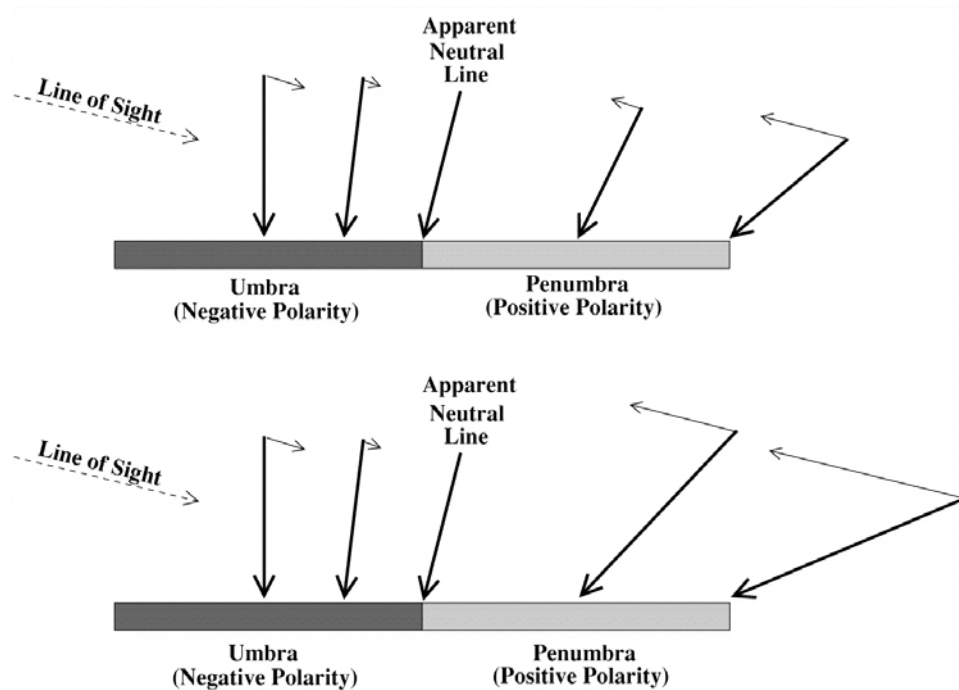 Apparent
Neutral
Line
Line of Sight
Umbra
(Negative Polarity)
Penumbra
(Positive Polarity)
Apparent
Neutral
Line
Line of Sight
Umbra
(Negative Polarity)
Penumbra
(Positive Polarity)